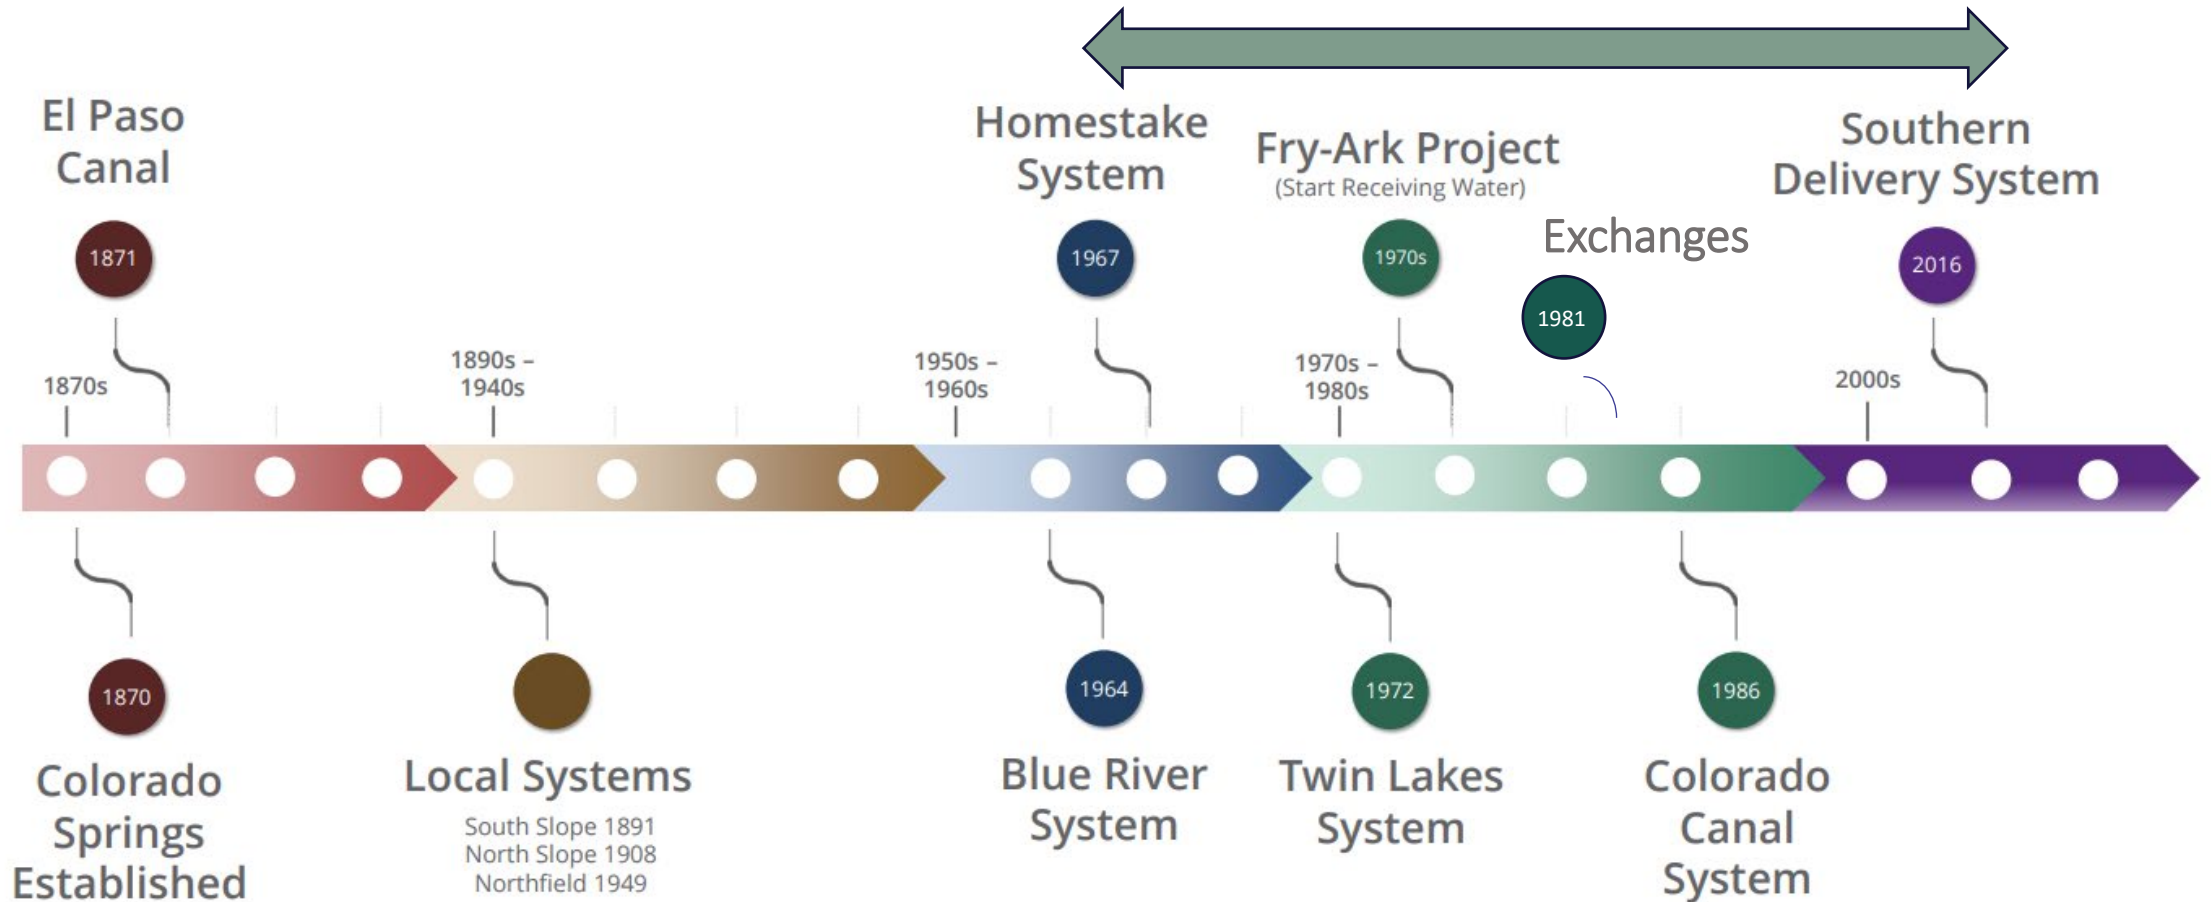 El Paso
Canal
1871
1870s
1870
Colorado
Springs
Established
1890s –
1940s
Local Systems
South Slope 1891
North Slope 1908
Northfield 1949
1950s –
1960s
Homestake
System
1967
1964
Blue River
System
Fry-Ark Project
(Start Receiving Water)
1970s
1970s –
1980s
1972
Twin Lakes
System
Exchanges
1981
1986
Colorado
Canal
System
Southern
Delivery System
2016
2000s